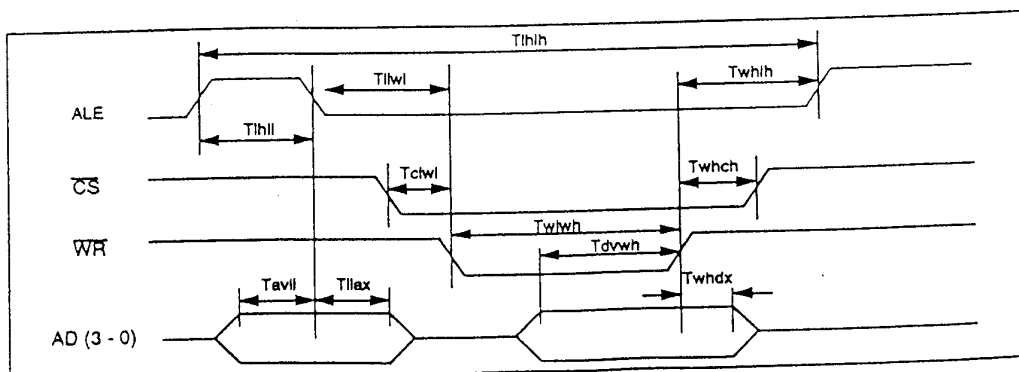 Tlhlh
Tllwl
Twhlh
ALE
Tlhll
Tclwl
Twhch
CS
Twlwh
WR
Tdvwh
Tavll
Tllax
Twhdx
AD (3 - 0)